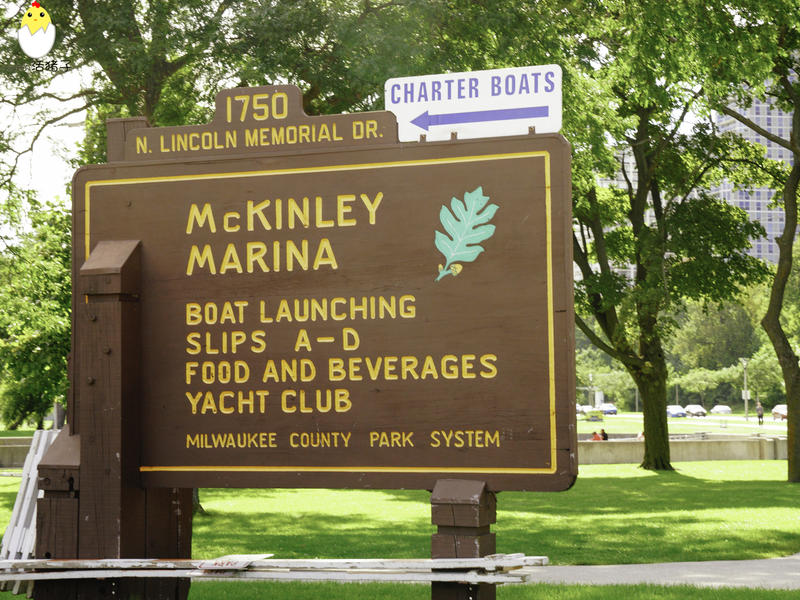 CHARTER BOATS
1750
N. LINCOLN MEMORIAL DR.
McKINLEY
MARINA
BOAT LAUNCHING
SLIPS A-D
FOOD AND BEVERAGES
YACHT CLUB
MILWAUKEE COUNTY PARK SYSTEM